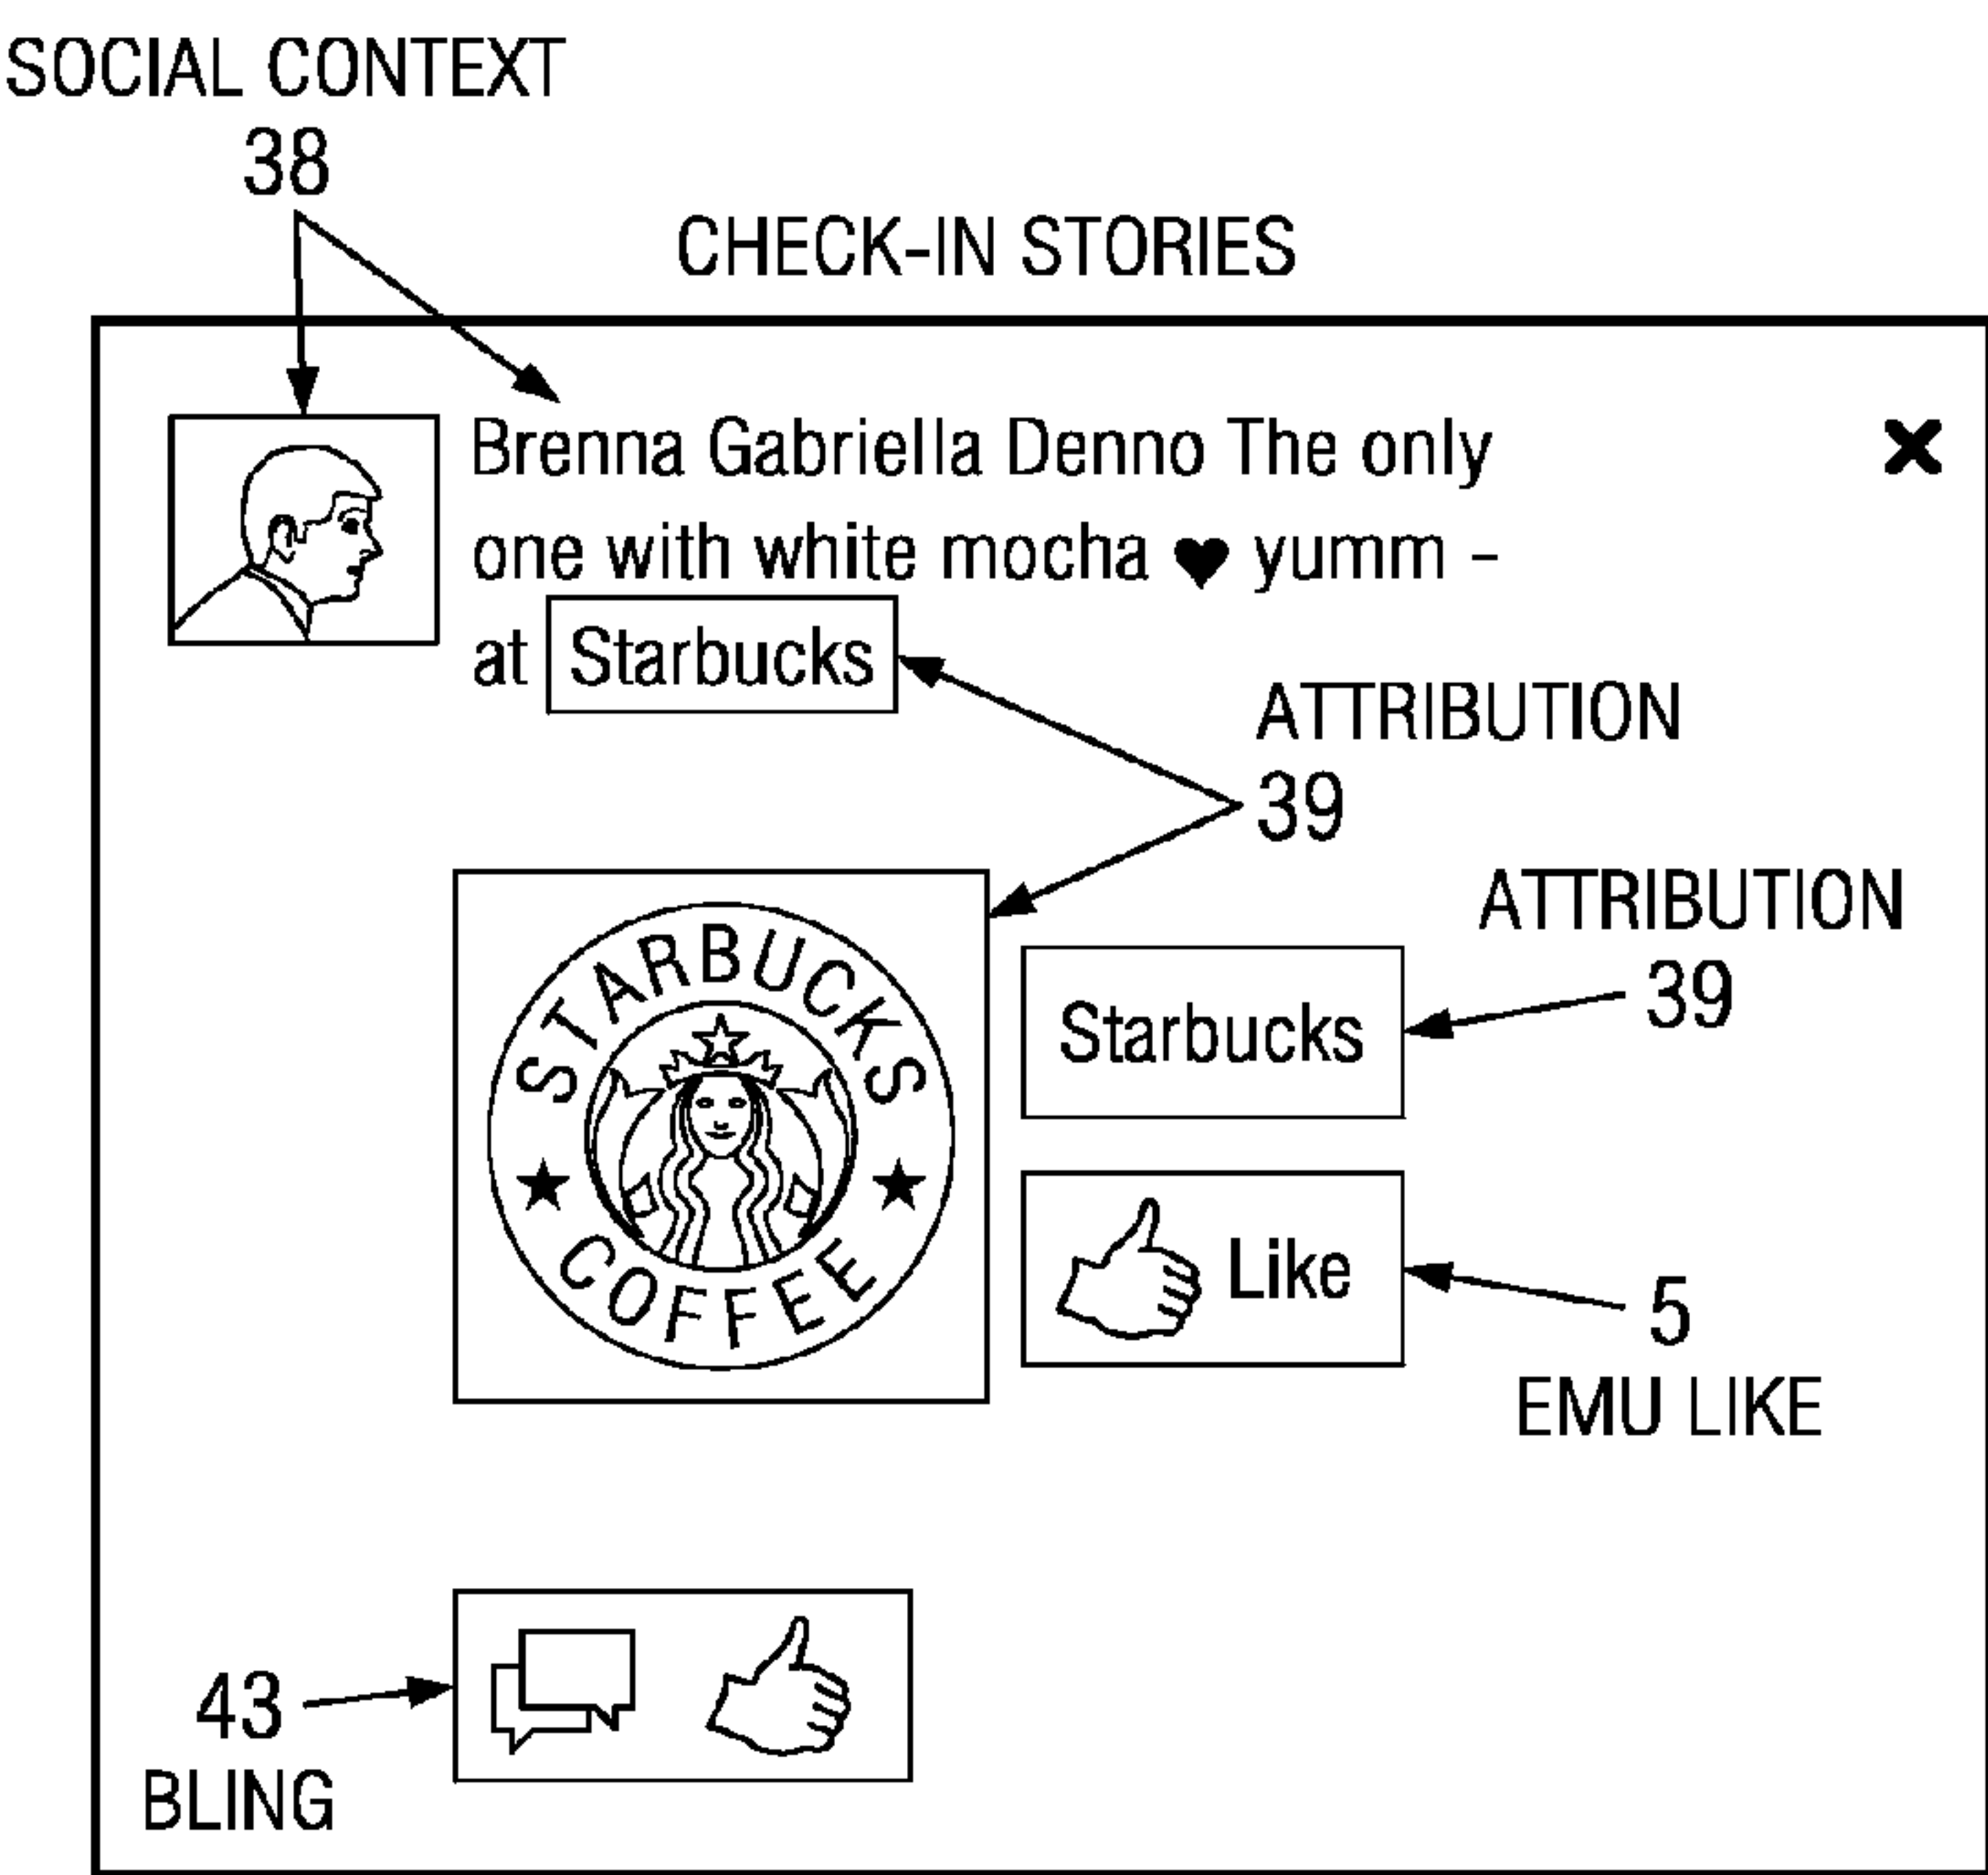 SOCIAL CONTEXT
38
CHECK-IN STORIES
Brenna Gabriella Denno The only
one with white mocha ♥ yumm -
at Starbucks
ATTRIBUTION
39
ATTRIBUTION
39
STARBUCKS
COFFEE
Starbucks
Like
5
EMU LIKE
43
BLING